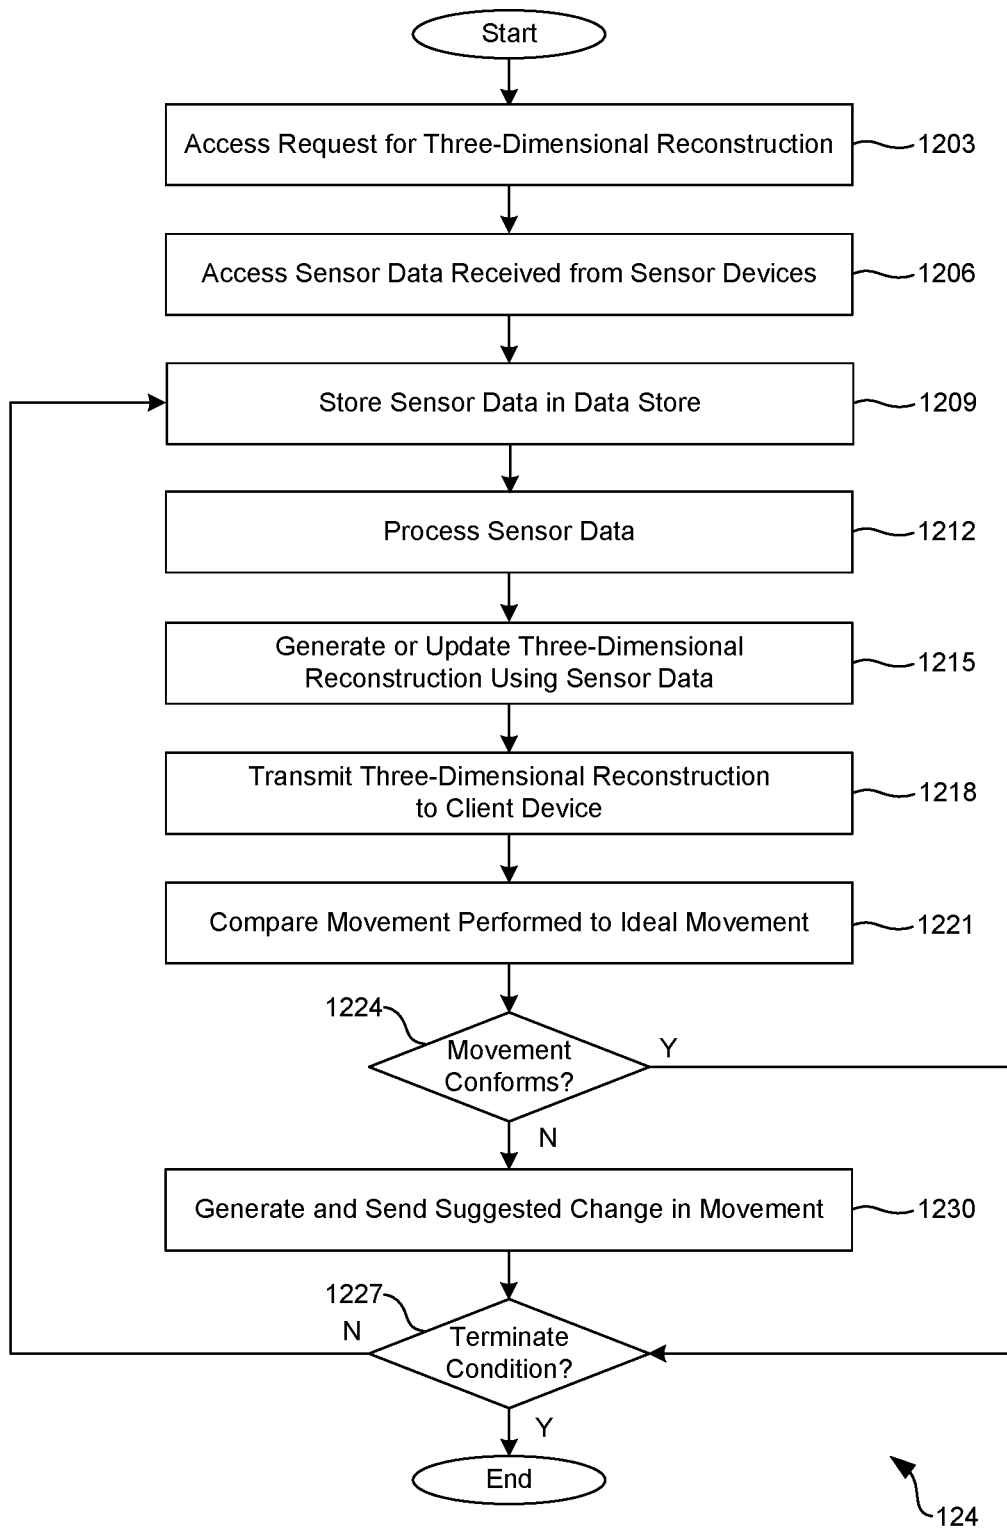 Start
Access Request for Three-Dimensional Reconstruction
1203
Access Sensor Data Received from Sensor Devices
1206
Store Sensor Data in Data Store
1209
Process Sensor Data
1212
Generate or Update Three-Dimensional
Reconstruction Using Sensor Data
1215
Transmit Three-Dimensional Reconstruction
to Client Device
1218
Compare Movement Performed to Ideal Movement
1221
1224
Movement
Conforms?
Y
N
Generate and Send Suggested Change in Movement
1230
1227
N
Terminate
Condition?
Y
End
124